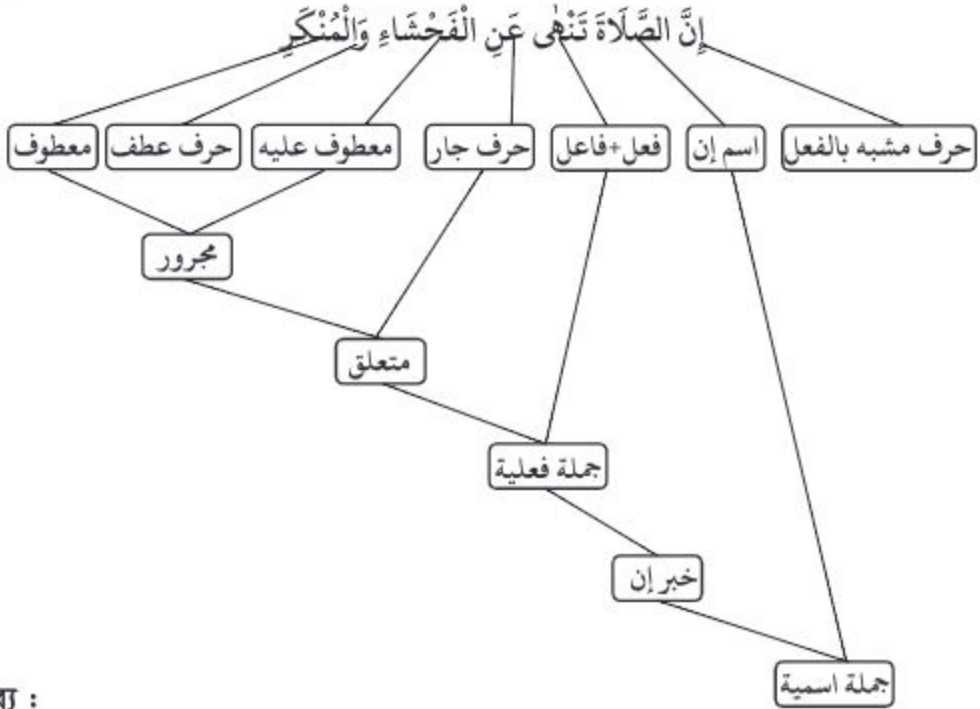 إِنَّ الصَّلَاةَ تَنْهٰى عَنِ الْفَحْشَاءِ وَالْمُنْكَرِ
حرف مشبه بالفعل اسم إن فعل+فاعل حرف جار معطوف عليه حرف عطف معطوف
مجرور
متعلق
جملة فعلية
خبر إن
جملة اسمية